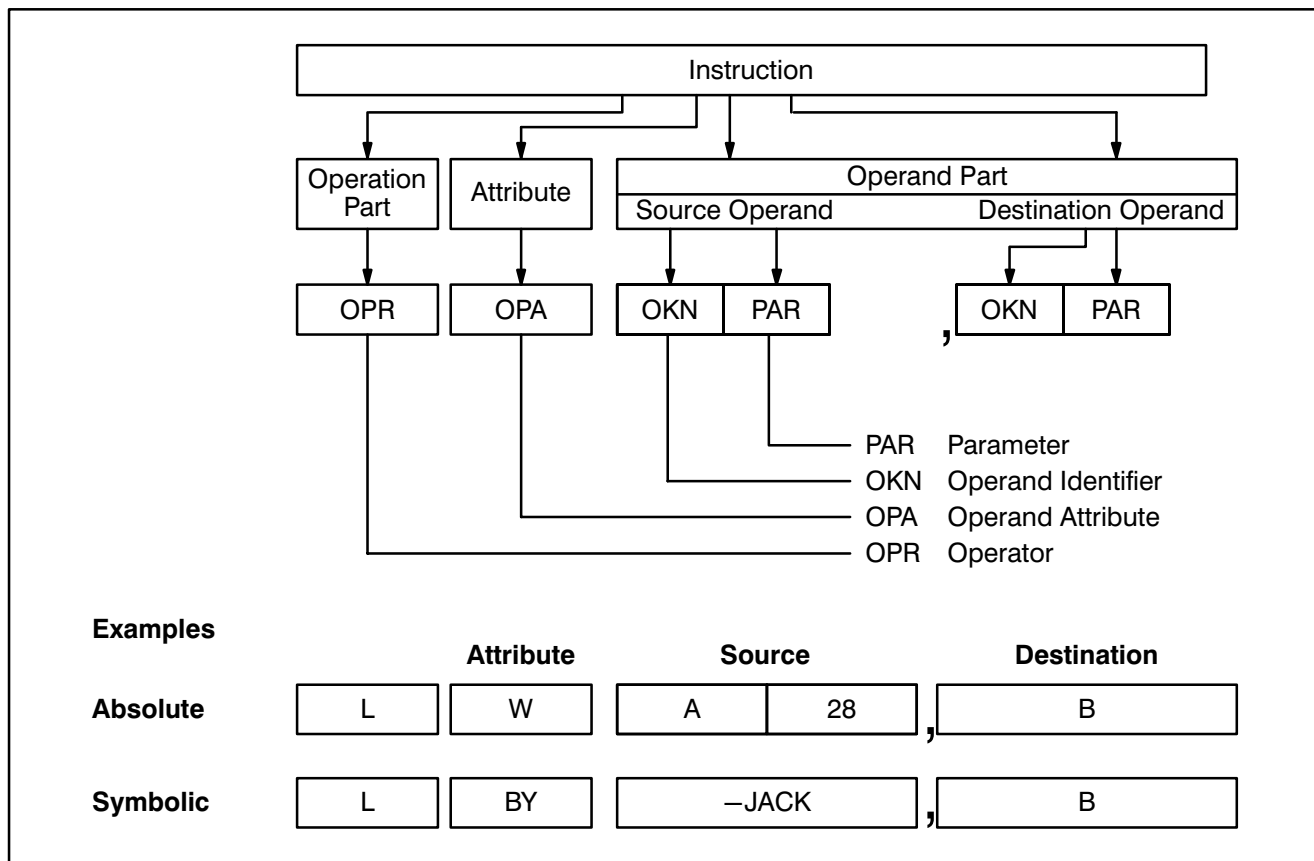 Instruction
Operation
Part
Attribute
Operand Part
Source Operand Destination Operand
OPR OPA OKN PAR , OKN PAR
PAR Parameter
OKN Operand Identifier
OPA Operand Attribute
OPR Operator
Examples
Attribute Source Destination
Absolute L W A 28 , B
Symbolic L BY –JACK , B